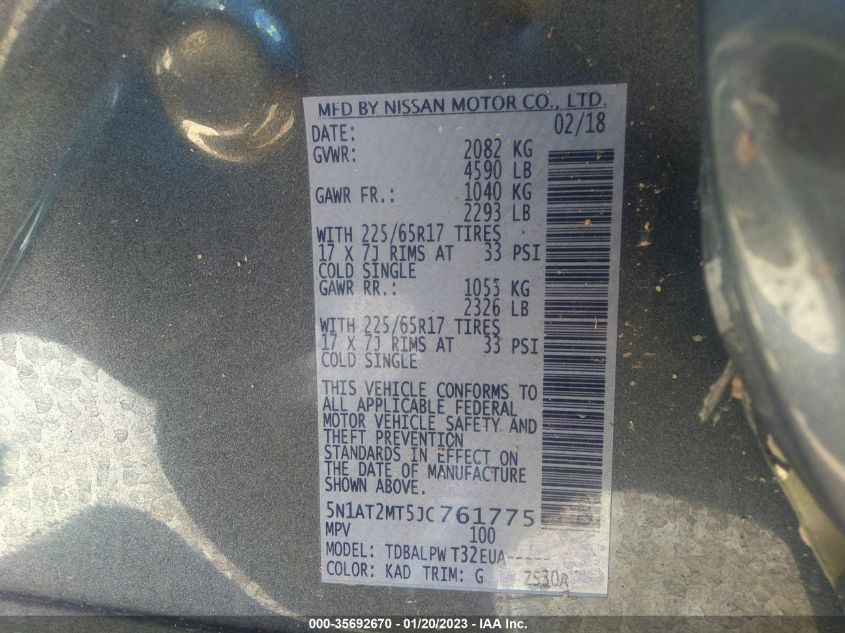 MFD BY NISSAN MOTOR CO., LTD.
DATE: 02/18
GVWR: 2082 KG
4590 LB
GAWR FR.: 1040 KG
2293 LB
WITH 225/65R17 TIRES
17 X 7J RIMS AT 33 PSI
COLD SINGLE
GAWR RR.: 1055 KG
2326 LB
WITH 225/65R17 TIRES
17 X 7J RIMS AT 33 PSI
COLD SINGLE
THIS VEHICLE CONFORMS TO
ALL APPLICABLE FEDERAL
MOTOR VEHICLE SAFETY AND
THEFT PREVENTION
STANDARDS IN EFFECT ON
THE DATE OF MANUFACTURE
SHOWN ABOVE.
5N1AT2MT5JC761775
MPV 100
MODEL: TDBALPW T32EUA-----
COLOR: KAD TRIM: G ZS30A
000-35692670 - 01/20/2023 - IAA Inc.